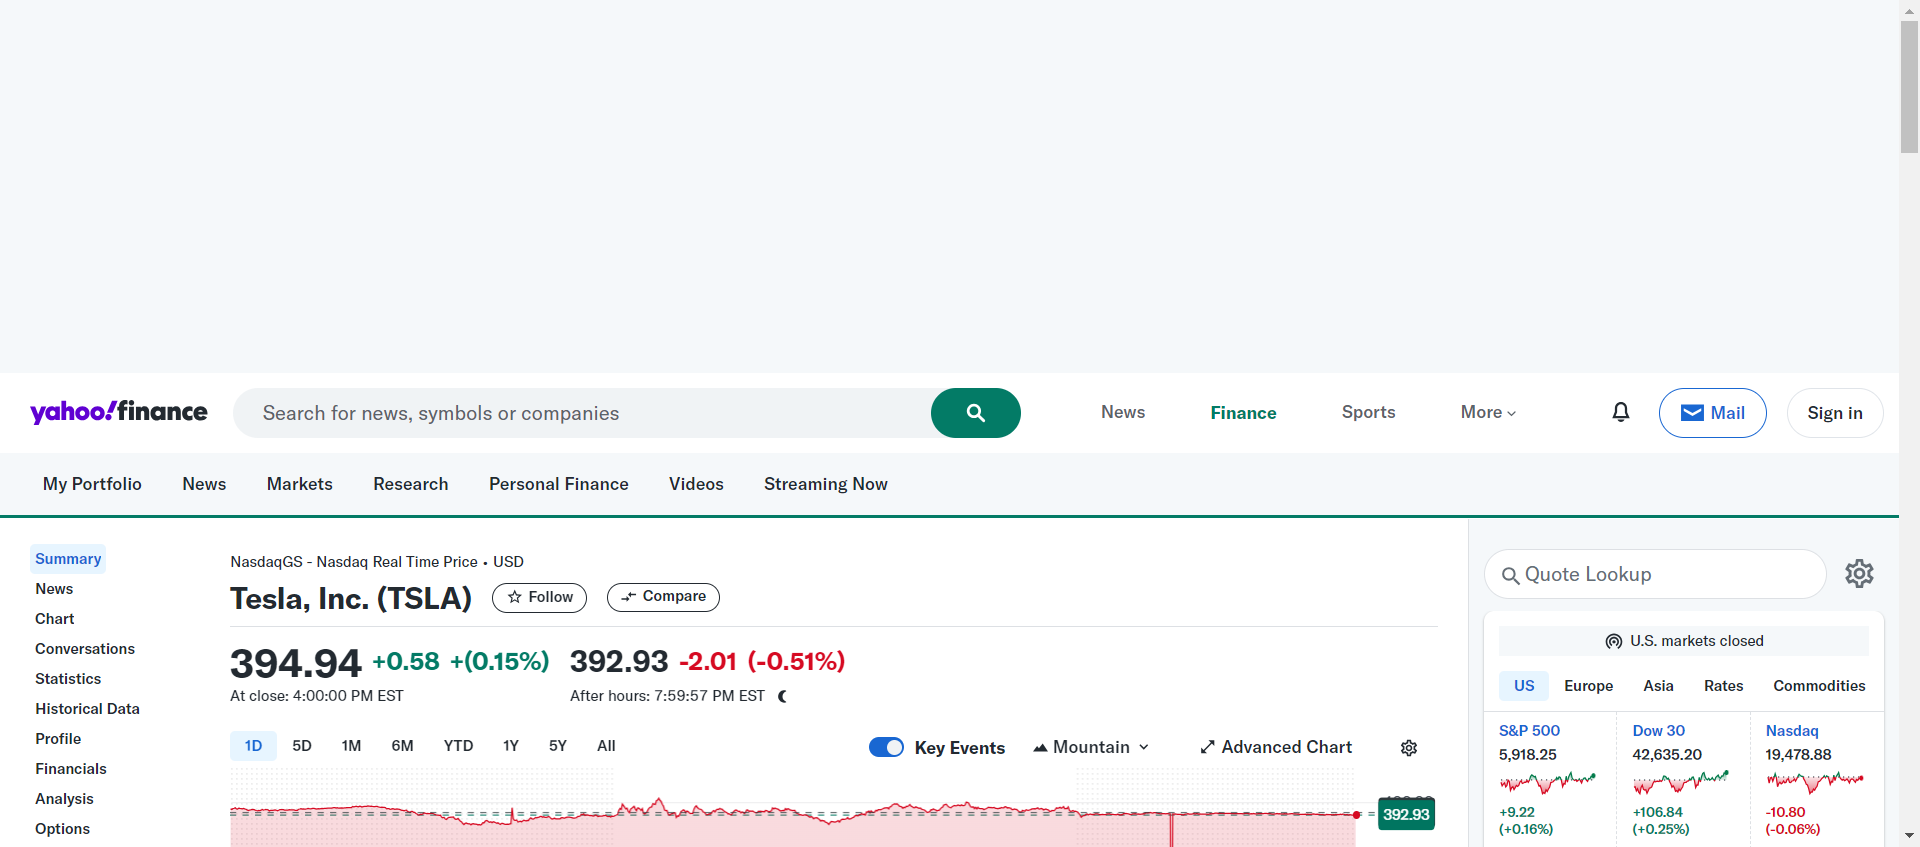 yahoo!finance
Search for news, symbols or companies
News
Finance
Sports
More
Mail
Sign in
My Portfolio
News
Markets
Research
Personal Finance
Videos
Streaming Now
Summary
News
Chart
Conversations
Statistics
Historical Data
Profile
Financials
Analysis
Options
NasdaqGS - Nasdaq Real Time Price • USD
Tesla, Inc. (TSLA)
Follow
Compare
394.94 +0.58 +(0.15%)
At close: 4:00:00 PM EST
392.93 -2.01 (-0.51%)
After hours: 7:59:57 PM EST
1D 5D 1M 6M YTD 1Y 5Y All
Key Events
Mountain
Advanced Chart
392.93
Quote Lookup
U.S. markets closed
US Europe Asia Rates Commodities
S&P 500
5,918.25
+9.22
(+0.16%)
Dow 30
42,635.20
+106.84
(+0.25%)
Nasdaq
19,478.88
-10.80
(-0.06%)